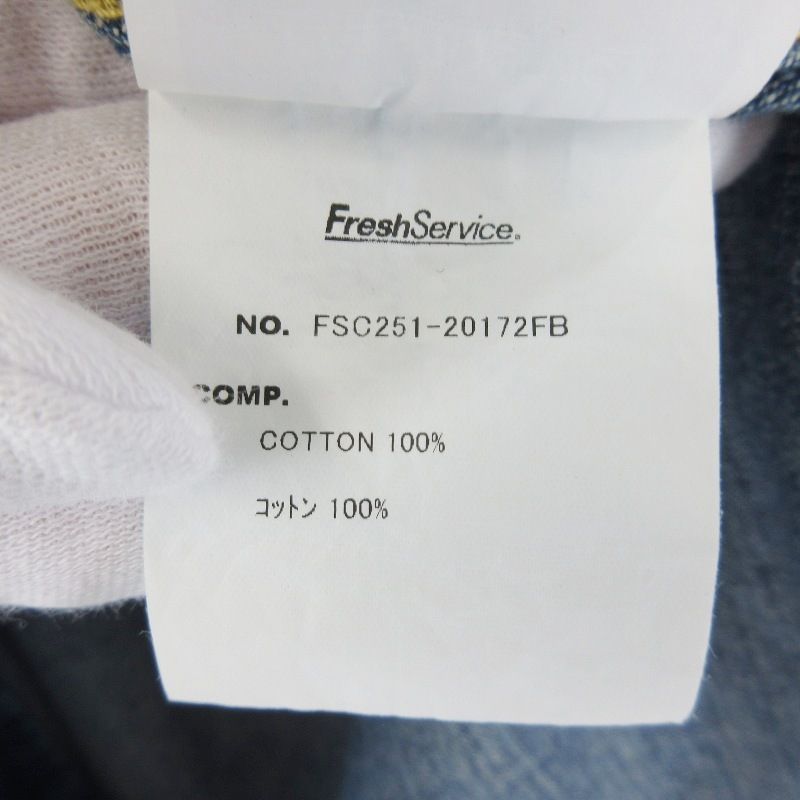 FreshService®
NO. FSC251-20172FB
COMP.
COTTON 100%
コットン 100%